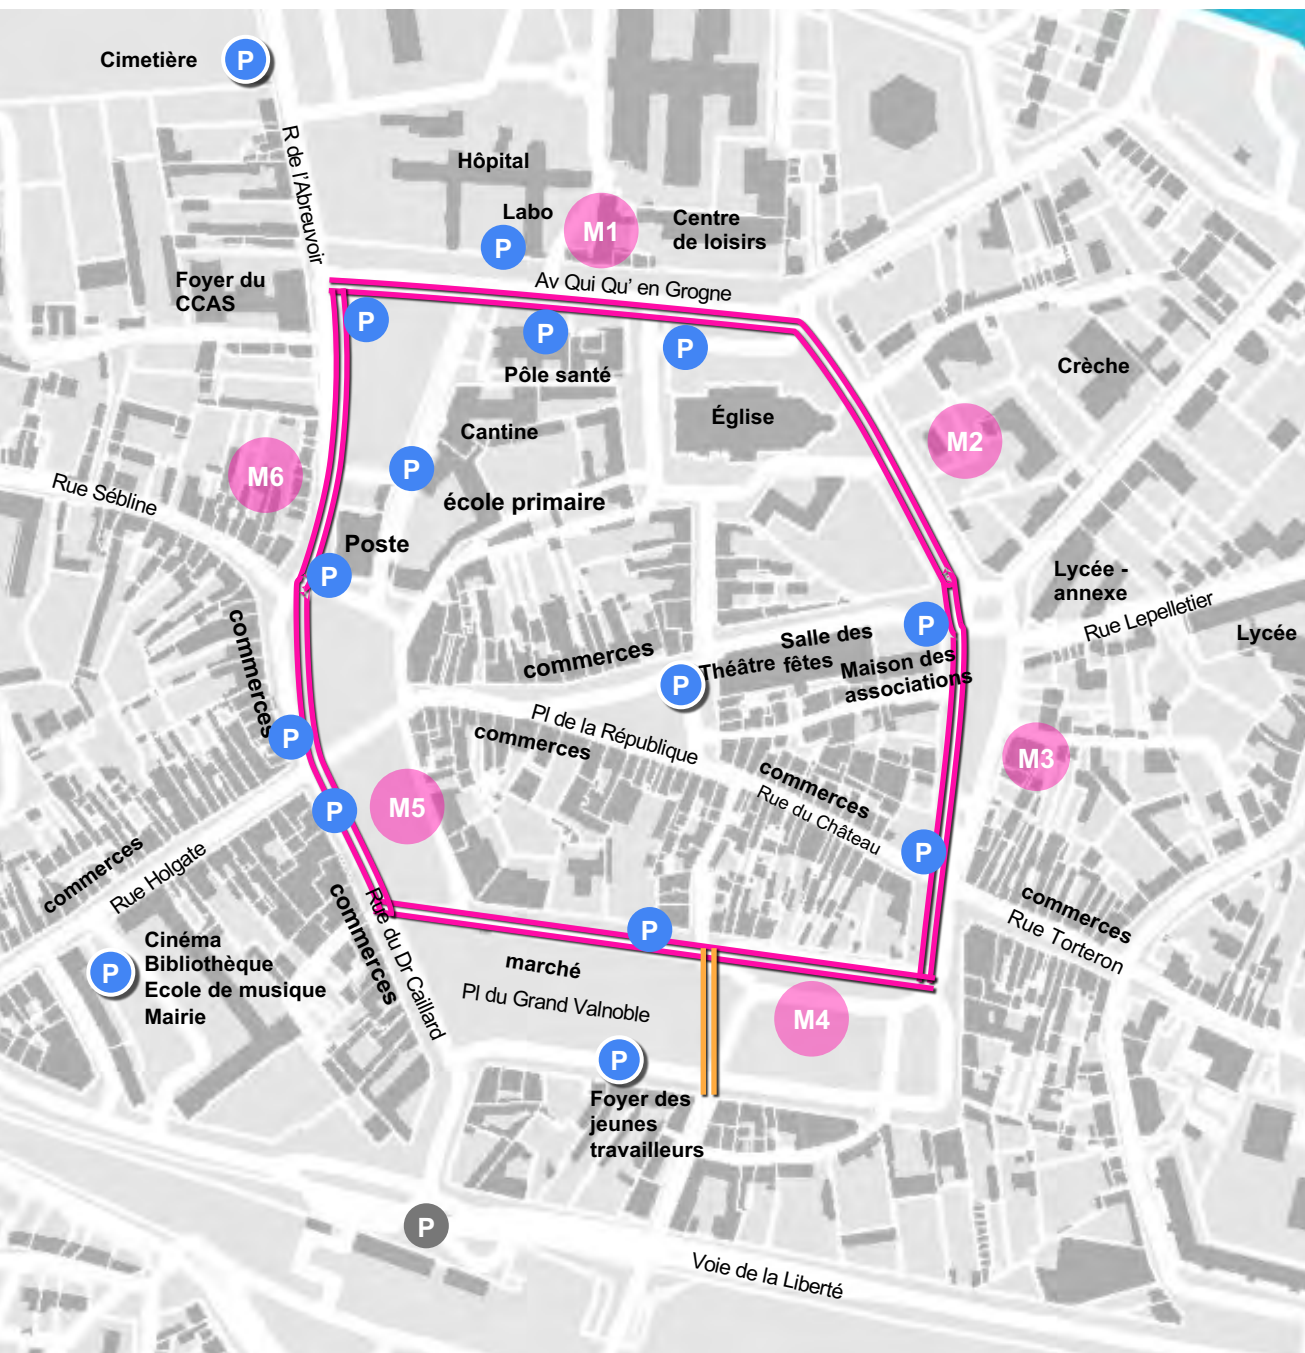 Cimetière
P
R de l'Abreuvoir
Hôpital
Labo
P
M1
Centre
de loisirs
Av Qui Qu' en Grogne
Foyer du
CCAS
P
P
P
Pôle santé
Crèche
Église
Cantine
M2
P
M6
Rue Sébline
école primaire
Poste
P
Lycée -
annexe
Rue Lepelletier
Lycée
P
commerces
commerces
Salle des
fêtes
Théâtre
Maison des
associations
P
Pl de la République
commerces
P
M3
commerces
Rue du Château
P
M5
P
commerces
Rue Holgate
commerces
Rue du Dr Caillard
P
commerces
Rue Torteron
Cinéma
Bibliothèque
Ecole de musique
Mairie
P
marché
Pl du Grand Valnoble
M4
P
Foyer des
jeunes
travailleurs
P
Voie de la Liberté